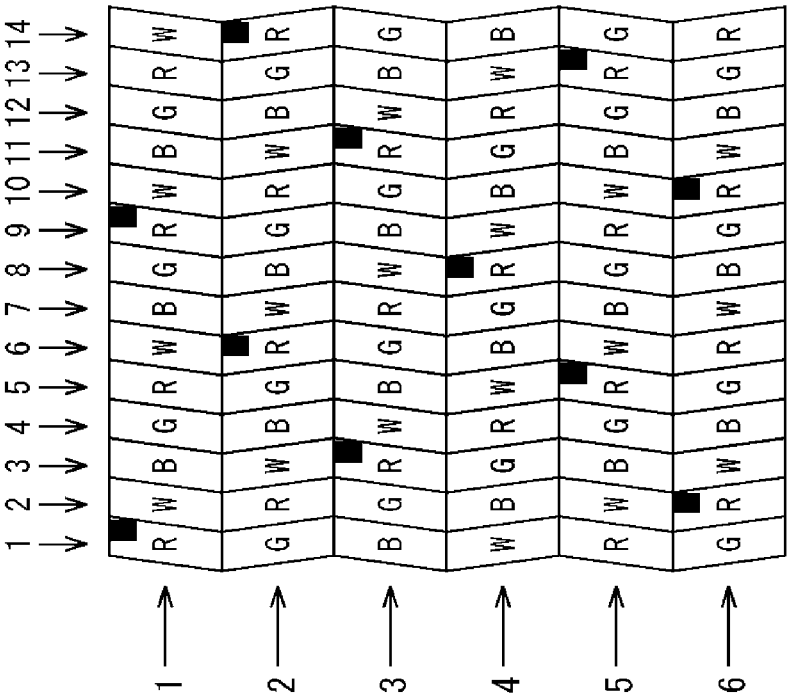 1 2 3 4 5 6 7 8 9 10 11 12 13 14
1 R W B G R W B G R W B G R W
2 G R W B G R W B G R W B G R
3 B G R W B G R W B G R W B G
4 W B G R W B G R W B G R W B
5 R W B G R W B G R W B G R G
6 G R W B G R W B G R W B G R